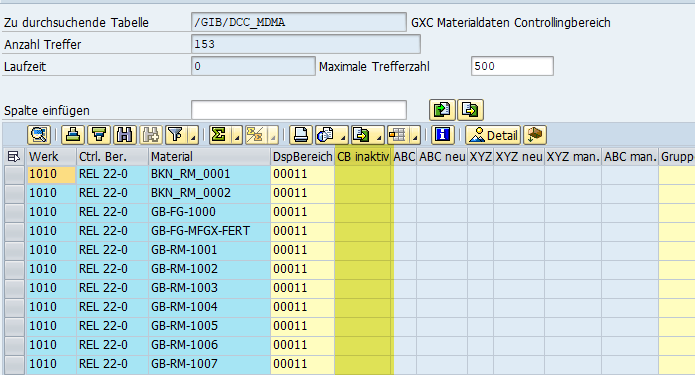 Zu durchsuchende Tabelle /GIB/DCC_MDMA GXC Materialdaten Controllingbereich
Anzahl Treffer 153
Laufzeit 0 Maximale Trefferzahl 500
Spalte einfügen
Detail
Werk Ctrl. Ber. Material DspBereich CB inaktiv ABC ABC neu XYZ XYZ neu XYZ man. ABC man. Gruppe
1010 REL 22-0 BKN_RM_0001 00011
1010 REL 22-0 BKN_RM_0002 00011
1010 REL 22-0 GB-FG-1000 00011
1010 REL 22-0 GB-FG-MFGX-FERT 00011
1010 REL 22-0 GB-RM-1001 00011
1010 REL 22-0 GB-RM-1002 00011
1010 REL 22-0 GB-RM-1003 00011
1010 REL 22-0 GB-RM-1004 00011
1010 REL 22-0 GB-RM-1005 00011
1010 REL 22-0 GB-RM-1006 00011
1010 REL 22-0 GB-RM-1007 00011